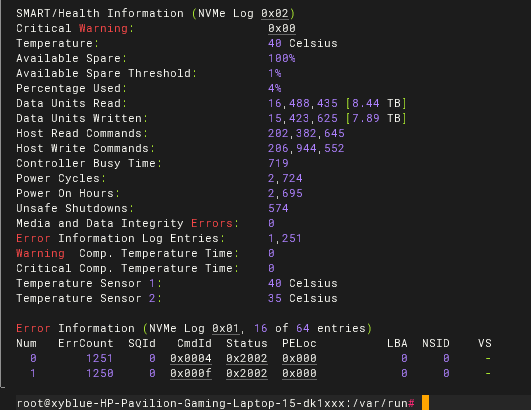 SMART/Health Information (NVMe Log 0x02)
Critical Warning: 0x00
Temperature: 40 Celsius
Available Spare: 100%
Available Spare Threshold: 1%
Percentage Used: 4%
Data Units Read: 16,488,435 [8.44 TB]
Data Units Written: 15,423,625 [7.89 TB]
Host Read Commands: 202,382,645
Host Write Commands: 206,944,552
Controller Busy Time: 719
Power Cycles: 2,724
Power On Hours: 2,695
Unsafe Shutdowns: 574
Media and Data Integrity Errors: 0
Error Information Log Entries: 1,251
Warning  Comp. Temperature Time: 0
Critical Comp. Temperature Time: 0
Temperature Sensor 1: 40 Celsius
Temperature Sensor 2: 35 Celsius
Error Information (NVMe Log 0x01, 16 of 64 entries)
Num ErrCount SQId CmdId Status PELoc LBA NSID VS
0 1251 0 0x0004 0x2002 0x000 0 0 -
1 1250 0 0x000f 0x2002 0x000 0 0 -
root@xyblue-HP-Pavilion-Gaming-Laptop-15-dk1xxx:/var/run#